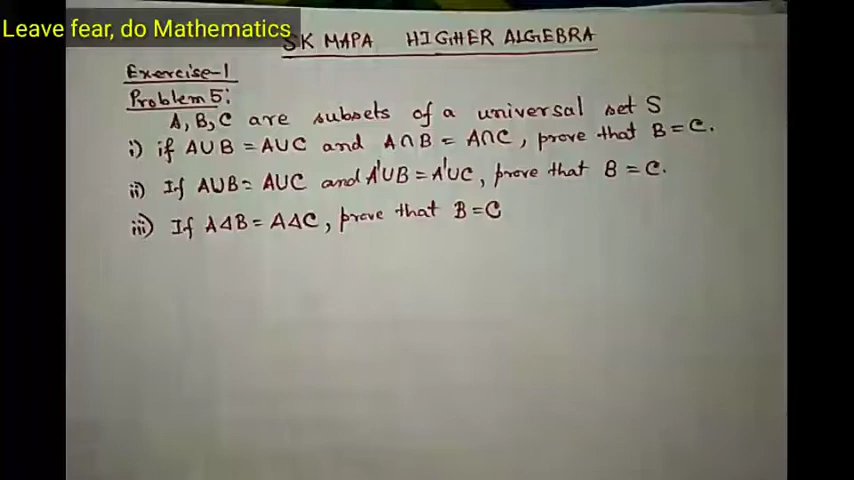 Leave fear, do Mathematics
SK MAPA HIGHER ALGEBRA
Exercise-1
Problem 5:
A, B, C are subsets of a universal set S
i) if A∪B = A∪C and A∩B = A∩C, prove that B = C.
ii) If A∪B = A∪C and A'∪B = A'∪C, prove that B = C.
iii) If A∆B = A∆C, prove that B = C